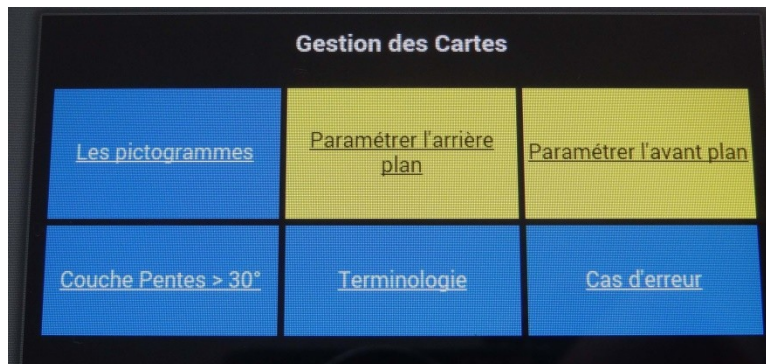 Gestion des Cartes
Les pictogrammes
Paramétrer l'arrière
plan
Paramétrer l'avant plan
Couche Pentes > 30°
Terminologie
Cas d'erreur